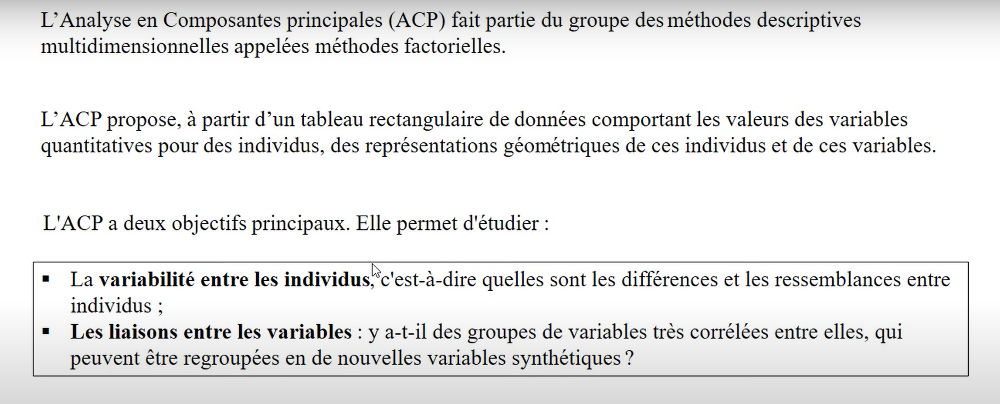 L’Analyse en Composantes principales (ACP) fait partie du groupe des méthodes descriptives
multidimensionnelles appelées méthodes factorielles.
L’ACP propose, à partir d’un tableau rectangulaire de données comportant les valeurs des variables
quantitatives pour des individus, des représentations géométriques de ces individus et de ces variables.
L'ACP a deux objectifs principaux. Elle permet d'étudier :
▪ La variabilité entre les individus, c'est-à-dire quelles sont les différences et les ressemblances entre
individus ;
▪ Les liaisons entre les variables : y a-t-il des groupes de variables très corrélées entre elles, qui
peuvent être regroupées en de nouvelles variables synthétiques ?